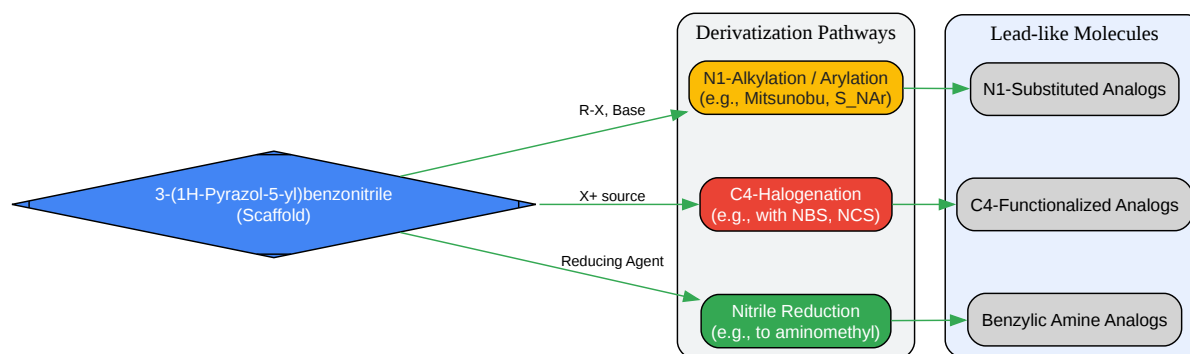 Derivatization Pathways
Lead-like Molecules
N1-Alkylation / Arylation
(e.g., Mitsunobu, S_NAr)
N1-Substituted Analogs
R-X, Base
3-(1H-Pyrazol-5-yl)benzonitrile
(Scaffold)
X+ source
C4-Halogenation
(e.g., with NBS, NCS)
C4-Functionalized Analogs
Reducing Agent
Nitrile Reduction
(e.g., to aminomethyl)
Benzylic Amine Analogs